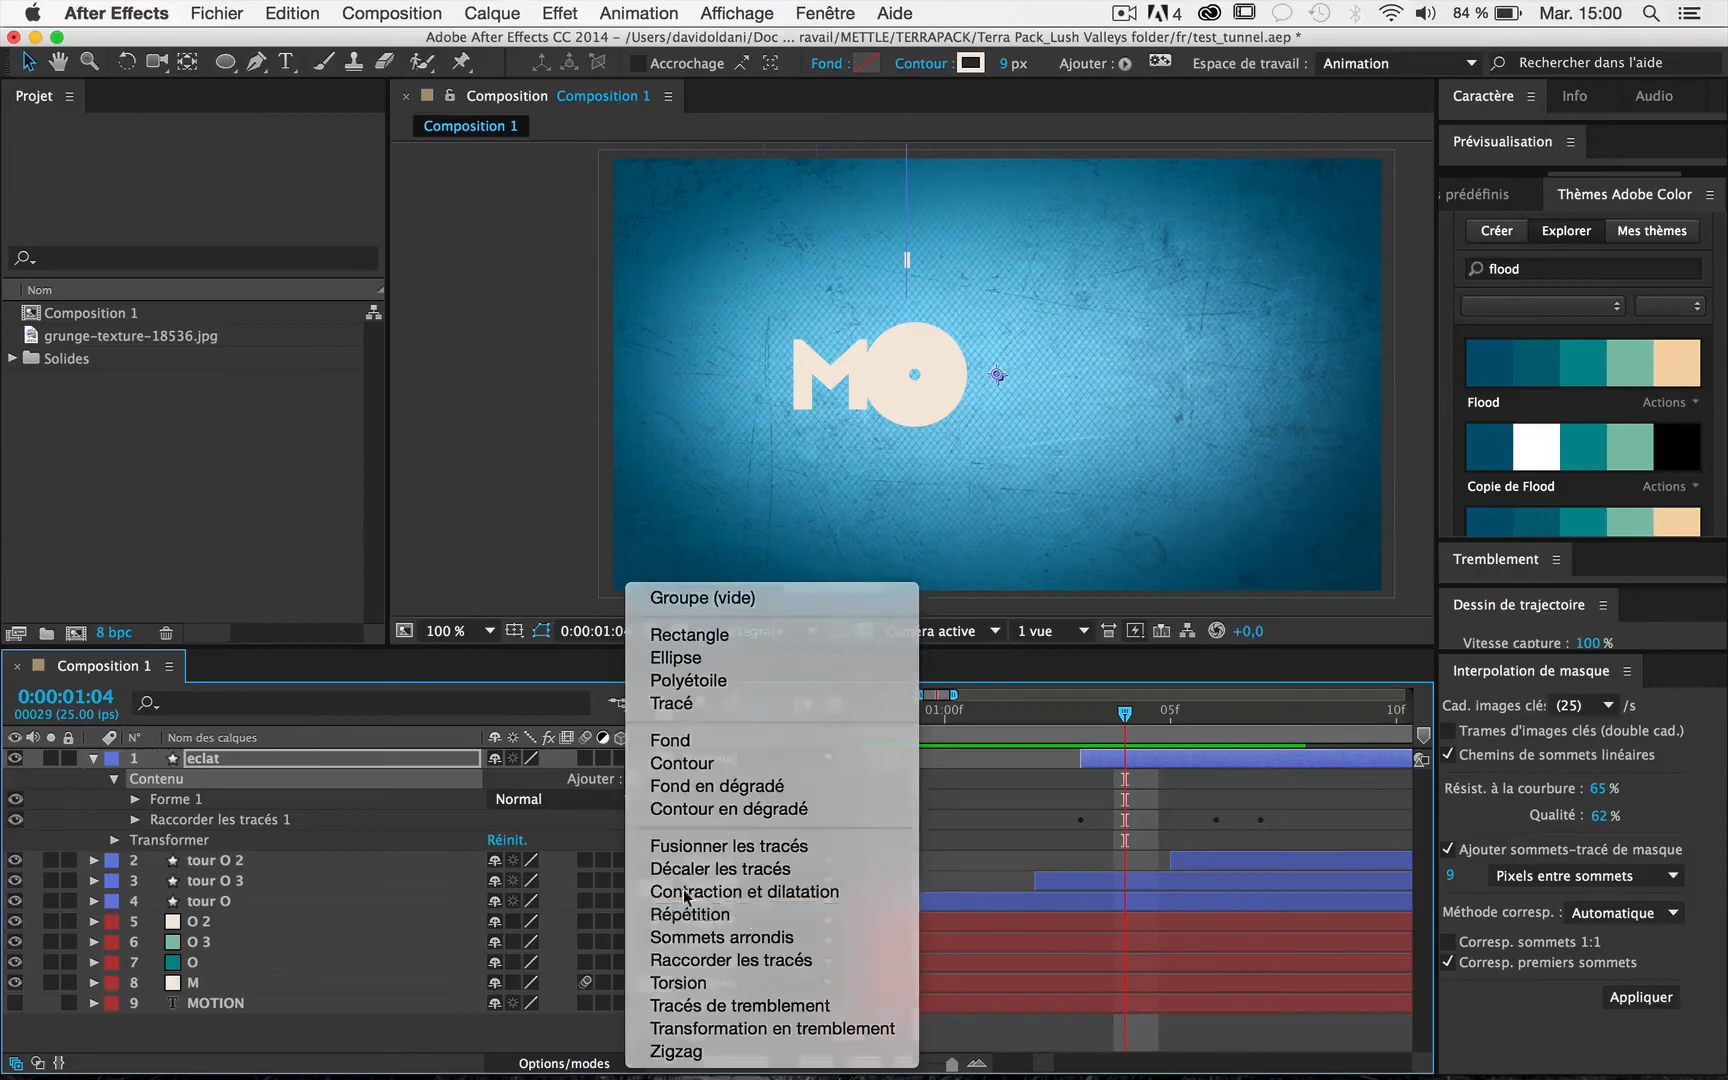 After Effects Fichier Edition Composition Calque Effet Animation Affichage Fenêtre Aide 4 84 % Mar. 15:00
Adobe After Effects CC 2014 - /Users/davidoldani/Doc ... ravail/METTLE/TERRAPACK/Terra Pack_Lush Valleys folder/fr/test_tunnel.aep *
Accrochage Fond : Contour : 9 px Ajouter : Espace de travail : Animation Rechercher dans l'aide
Projet
Composition Composition 1
Caractère Info Audio
Composition 1
Prévisualisation
prédéfinis Thèmes Adobe Color
Créer Explorer Mes thèmes
flood
Nom
Composition 1
grunge-texture-18536.jpg
Solides
MO
Flood Actions
Copie de Flood Actions
Tremblement
Dessin de trajectoire
Vitesse capture : 100 %
8 bpc
100 % 0:00:01:04 Caméra active 1 vue +0,0
Groupe (vide)
Rectangle
Ellipse
Polyétoile
Tracé
Fond
Contour
Fond en dégradé
Contour en dégradé
Fusionner les tracés
Décaler les tracés
Contraction et dilatation
Répétition
Sommets arrondis
Raccorder les tracés
Torsion
Tracés de tremblement
Transformation en tremblement
Zigzag
Composition 1
0:00:01:04
00029 (25.00 ips)
01:00f 05f 10f
N° Nom des calques
1 eclat
Contenu Ajouter :
Forme 1 Normal
Raccorder les tracés 1
Transformer Réinit.
2 tour O 2
3 tour O 3
4 tour O
5 O 2
6 O 3
7 O
8 M
9 T MOTION
Options/modes
Interpolation de masque
Cad. images clés (25) /s
Trames d'images clés (double cad.)
Chemins de sommets linéaires
Résist. à la courbure : 65 %
Qualité : 62 %
Ajouter sommets-tracé de masque
9 Pixels entre sommets
Méthode corresp. : Automatique
Corresp. sommets 1:1
Corresp. premiers sommets
Appliquer